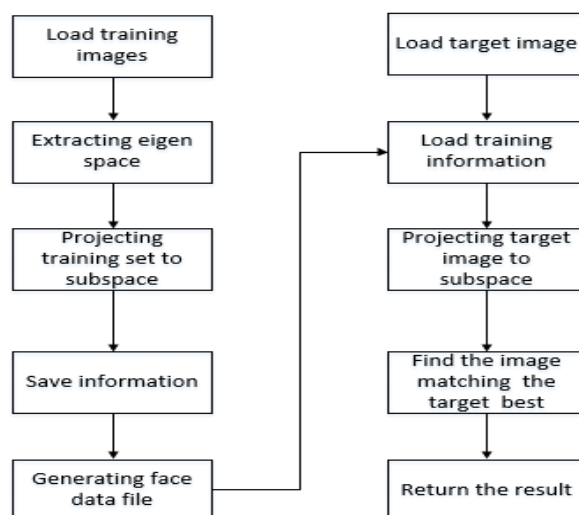 Load training
images
Extracting eigen
space
Projecting
training set to
subspace
Save information
Generating face
data file
Load target image
Load training
information
Projecting target
image to
subspace
Find the image
matching the
target best
Return the result